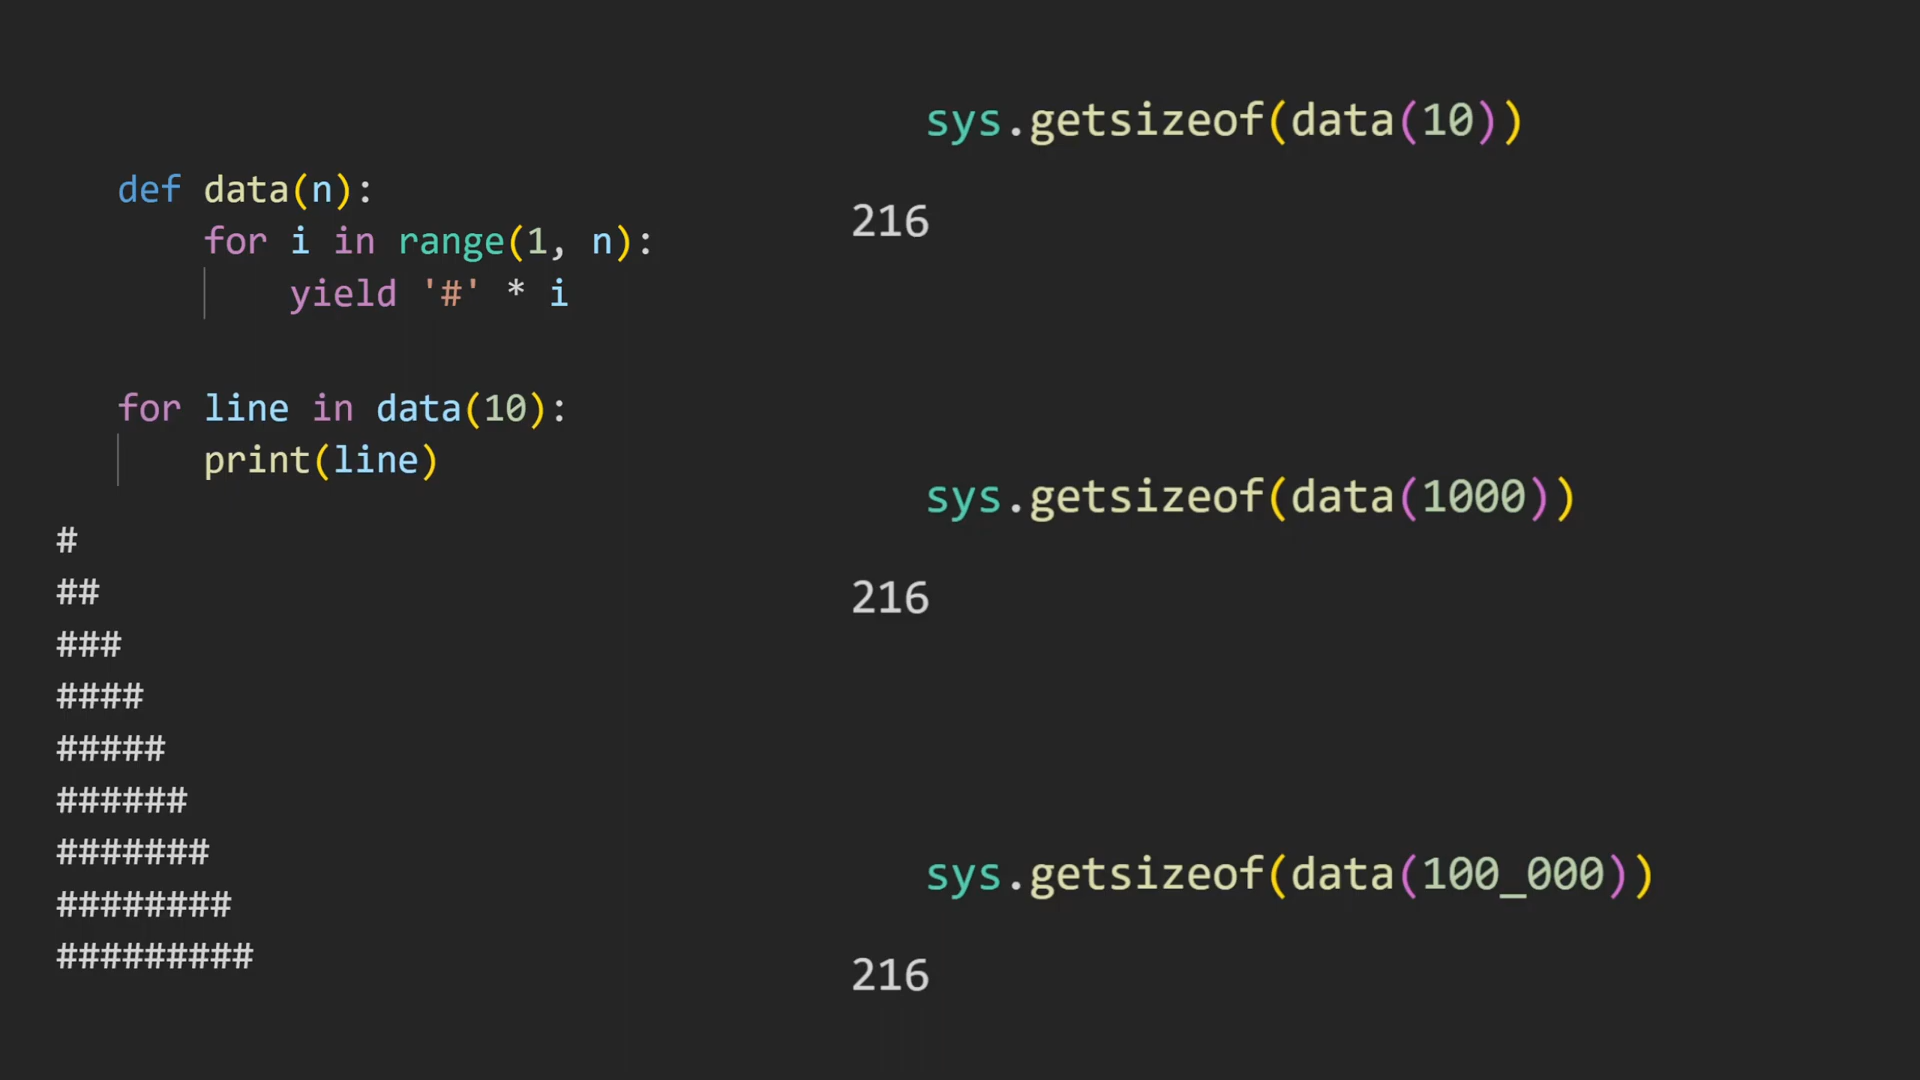 def data(n):
    for i in range(1, n):
        yield '#' * i
for line in data(10):
    print(line)
#
##
###
####
#####
######
#######
########
#########
sys.getsizeof(data(10))
216
sys.getsizeof(data(1000))
216
sys.getsizeof(data(100_000))
216